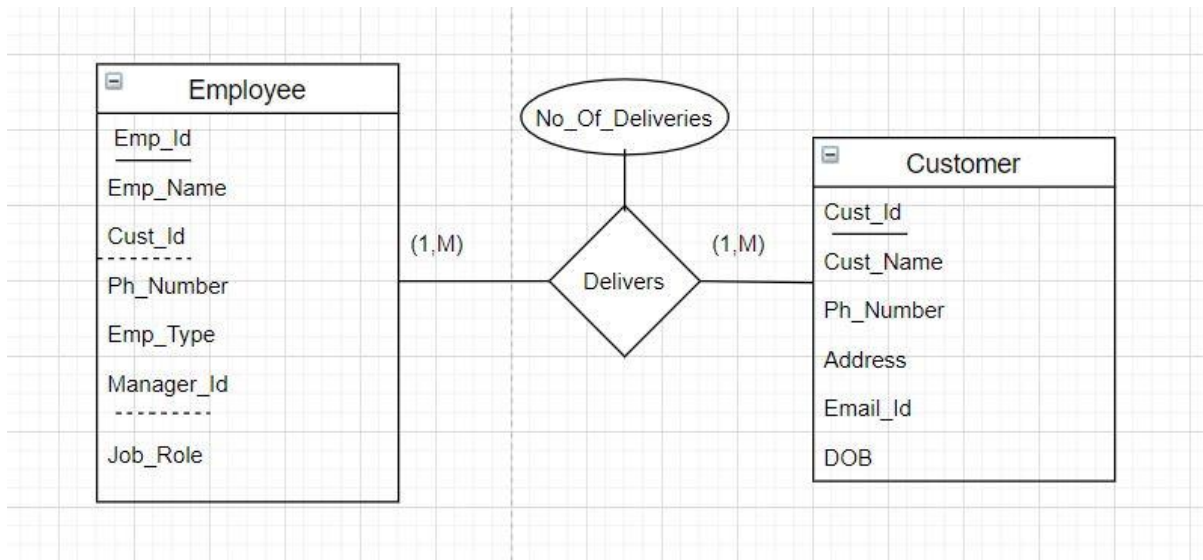 Employee
Emp_Id
Emp_Name
Cust_Id
Ph_Number
Emp_Type
Manager_Id
Job_Role
(1,M)
No_Of_Deliveries
Delivers
(1,M)
Customer
Cust_Id
Cust_Name
Ph_Number
Address
Email_Id
DOB